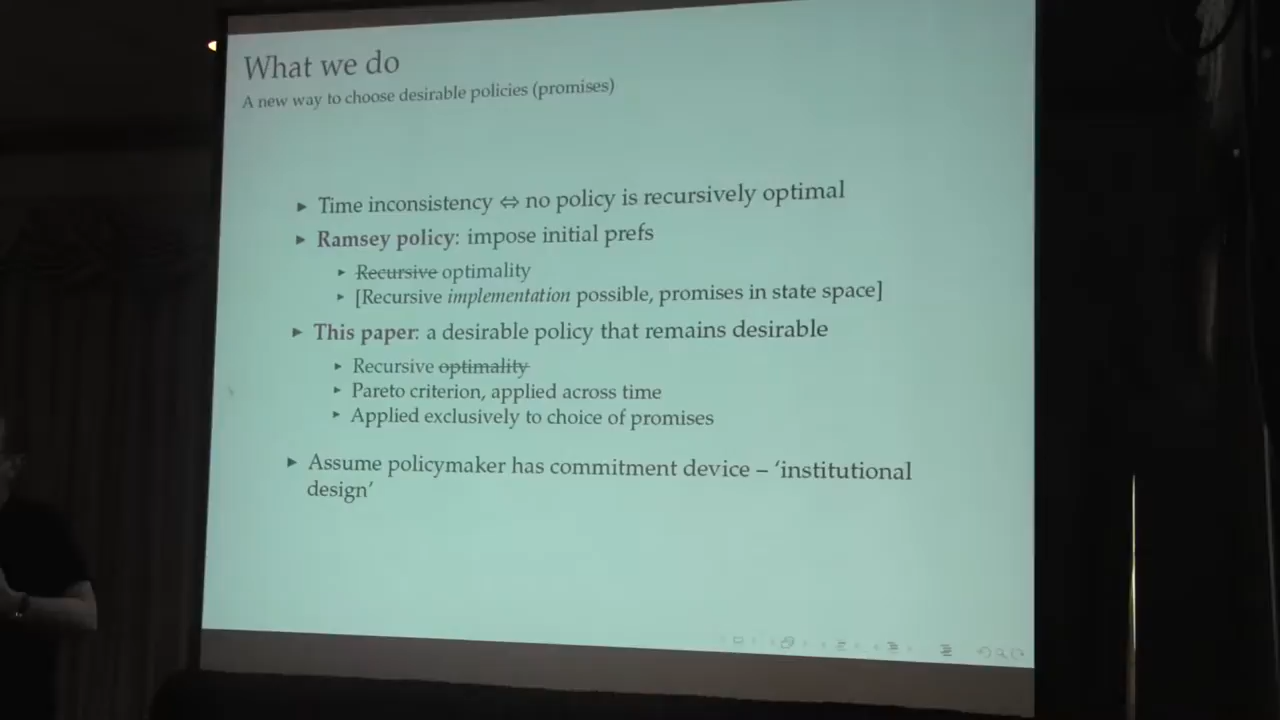 What we do
A new way to choose desirable policies (promises)
▸ Time inconsistency ⇔ no policy is recursively optimal
▸ Ramsey policy: impose initial prefs
▸ Recursive optimality
▸ [Recursive implementation possible, promises in state space]
▸ This paper: a desirable policy that remains desirable
▸ Recursive optimality
▸ Pareto criterion, applied across time
▸ Applied exclusively to choice of promises
▸ Assume policymaker has commitment device – ‘institutional
design’